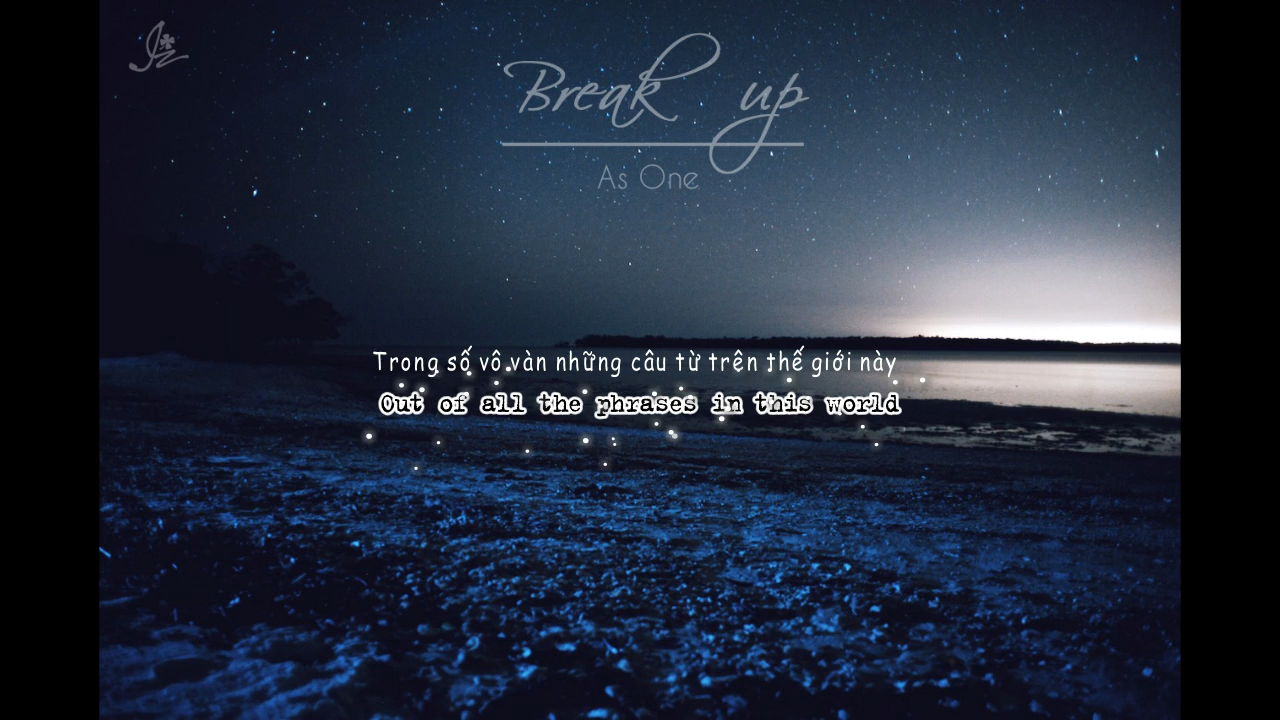 Jz
Break up
As One
Trong số vô vàn những câu từ trên thế giới này
Out of all the phrases in this world